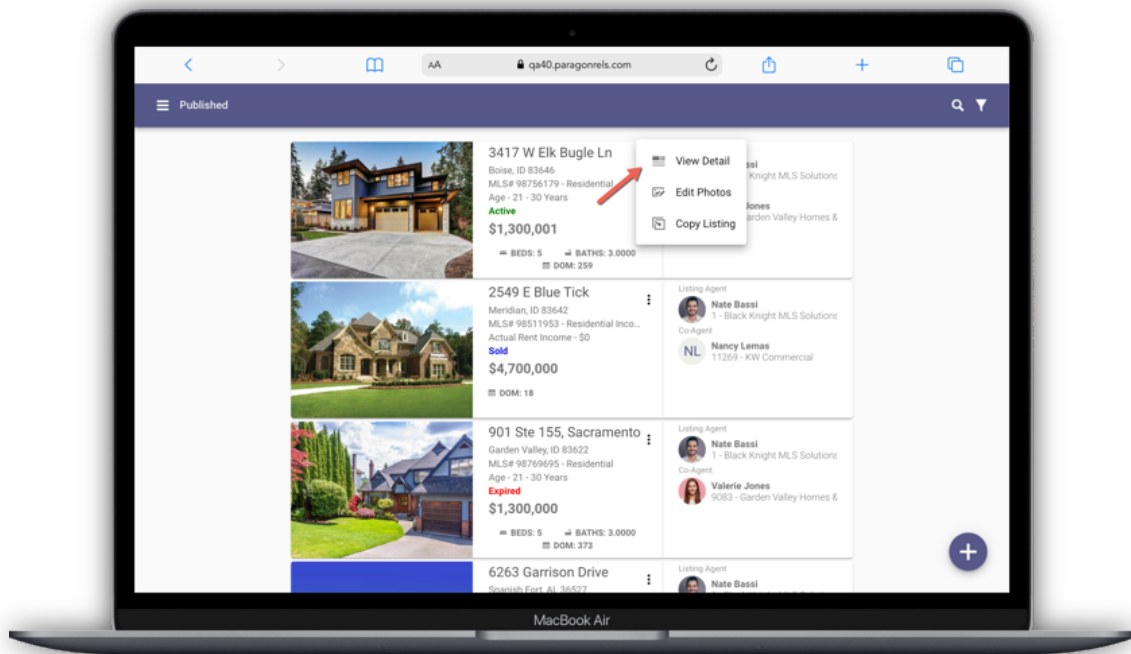 AA
qa40.paragonrels.com
Published
3417 W Elk Bugle Ln
Boise, ID 83646
MLS# 98756179 - Residential
Age - 21 - 30 Years
Active
$1,300,001
BEDS: 5 BATHS: 3.0000
DOM: 259
View Detail
Edit Photos
Copy Listing
ssi
Knight MLS Solutions
Jones
arden Valley Homes &
2549 E Blue Tick
Meridian, ID 83642
MLS# 98511953 - Residential Inco...
Actual Rent Income - $0
Sold
$4,700,000
DOM: 18
Listing Agent
Nate Bassi
1 - Black Knight MLS Solutions
Co-Agent
NL
Nancy Lemas
11269 - KW Commercial
901 Ste 155, Sacramento
Garden Valley, ID 83622
MLS# 98769695 - Residential
Age - 21 - 30 Years
Expired
$1,300,000
BEDS: 5 BATHS: 3.0000
DOM: 373
Listing Agent
Nate Bassi
1 - Black Knight MLS Solutions
Co-Agent
Valerie Jones
9083 - Garden Valley Homes &
6263 Garrison Drive
Spanish Fort, AL 36527
Listing Agent
Nate Bassi
MacBook Air